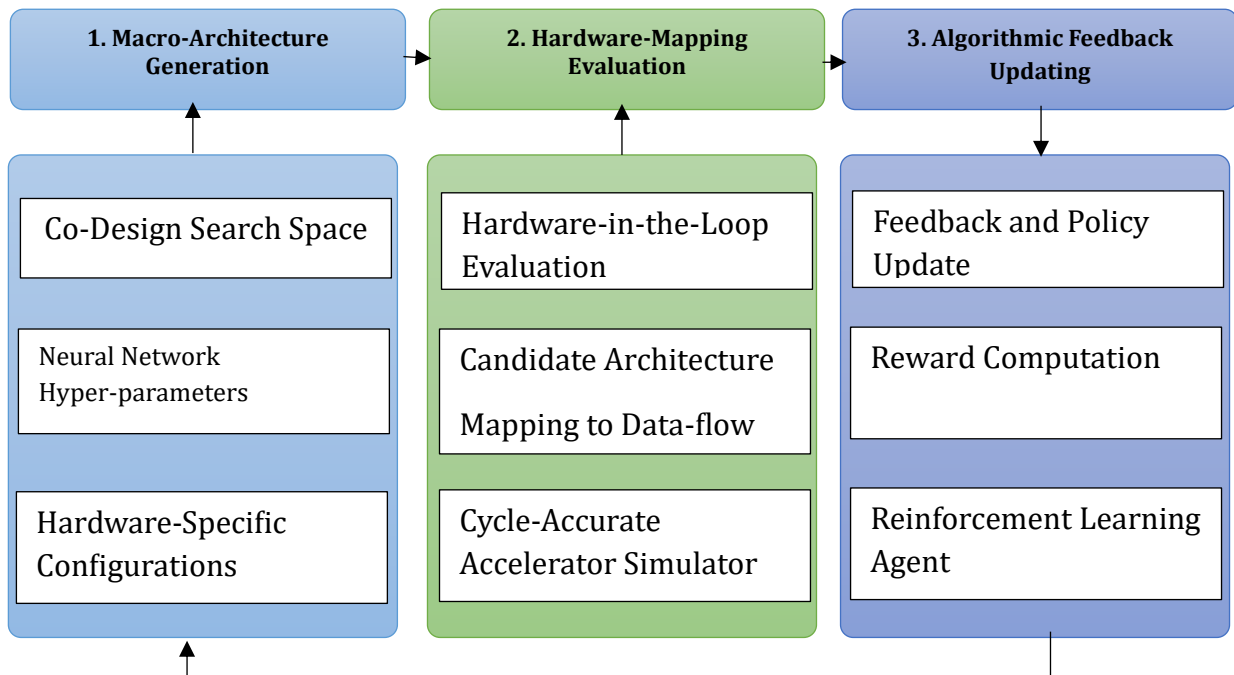 1. Macro-Architecture
Generation
2. Hardware-Mapping
Evaluation
3. Algorithmic Feedback
Updating
Co-Design Search Space
Neural Network
Hyper-parameters
Hardware-Specific
Configurations
Hardware-in-the-Loop
Evaluation
Candidate Architecture
Mapping to Data-flow
Cycle-Accurate
Accelerator Simulator
Feedback and Policy
Update
Reward Computation
Reinforcement Learning
Agent